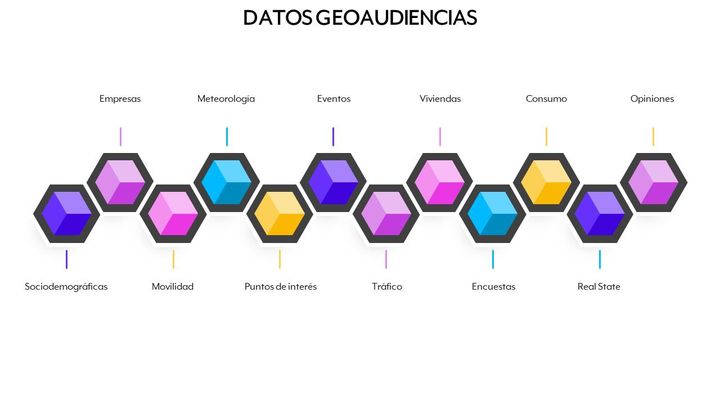 DATOS GEOAUDIENCIAS
Empresas
Meteorologia
Eventos
Viviendas
Consumo
Opiniones
Sociodemográficas
Movilidad
Puntos de interés
Tráfico
Encuestas
Real State